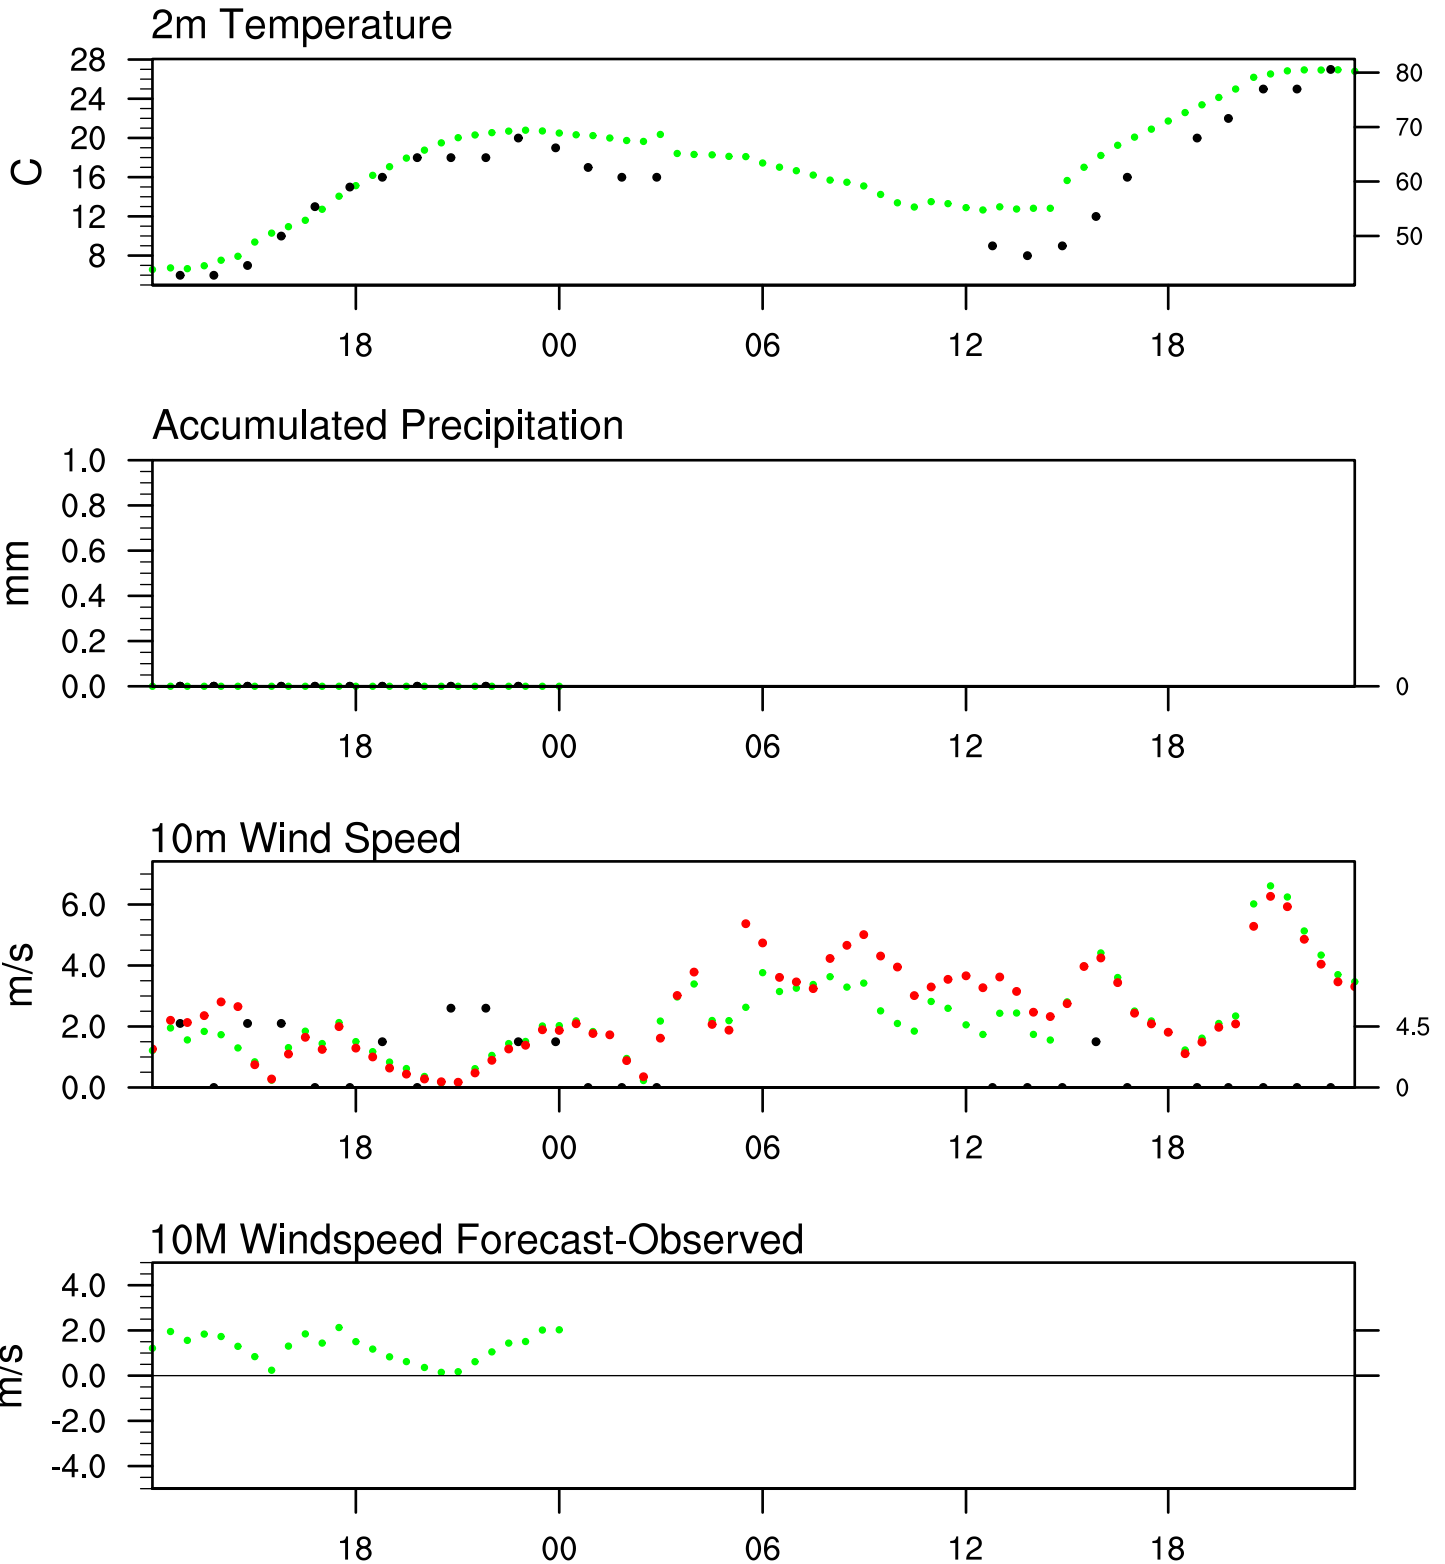 2m Temperature
28
24
20
16
12
8
C
80
70
60
50
18 00 06 12 18
Accumulated Precipitation
1.0
0.8
0.6
0.4
0.2
0.0
mm
0
18 00 06 12 18
10m Wind Speed
6.0
4.0
2.0
0.0
m/s
4.5
0
18 00 06 12 18
10M Windspeed Forecast-Observed
4.0
2.0
0.0
-2.0
-4.0
m/s
18 00 06 12 18